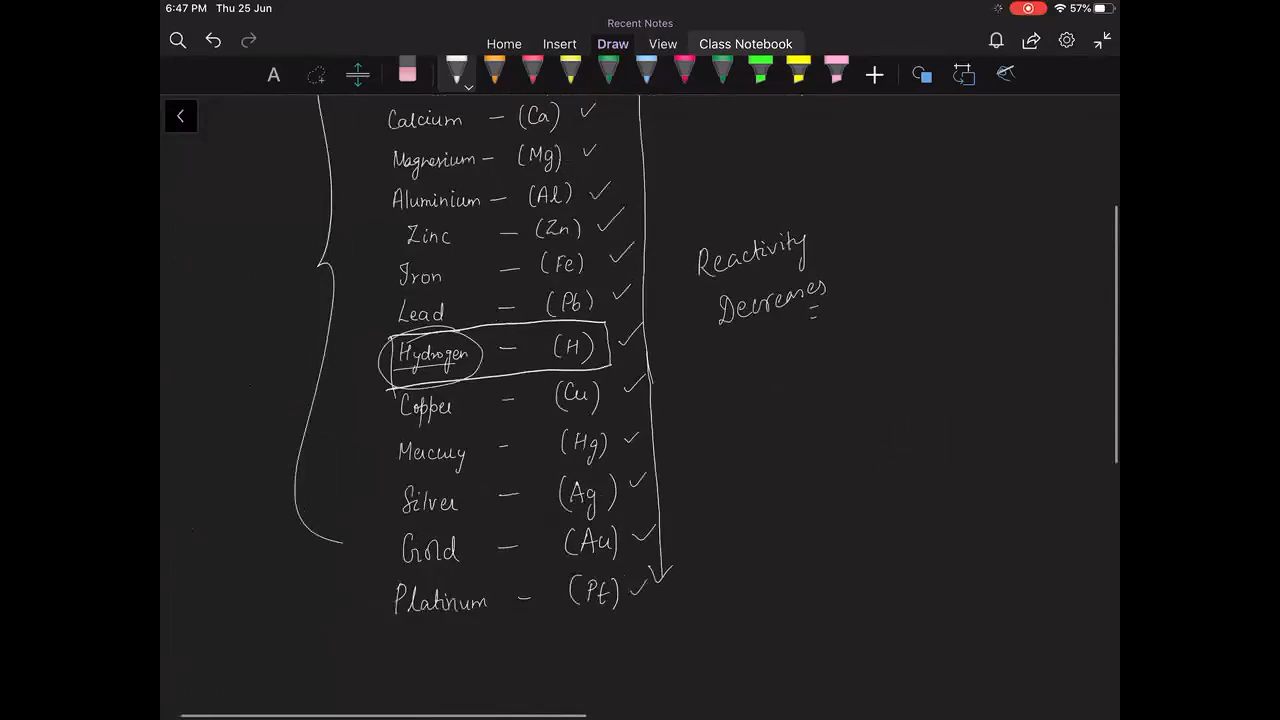 6:47 PM Thu 25 Jun
57%
Recent Notes
Home Insert Draw View Class Notebook
A
Calcium - (Ca) ✓
Magnesium - (Mg) ✓
Aluminium - (Al) ✓
Zinc - (Zn) ✓
Iron - (Fe) ✓
Lead - (Pb) ✓
Hydrogen - (H) ✓
Copper - (Cu) ✓
Mercury - (Hg) ✓
Silver - (Ag) ✓
Gold - (Au) ✓
Platinum - (Pt) ✓
Reactivity
Decreases